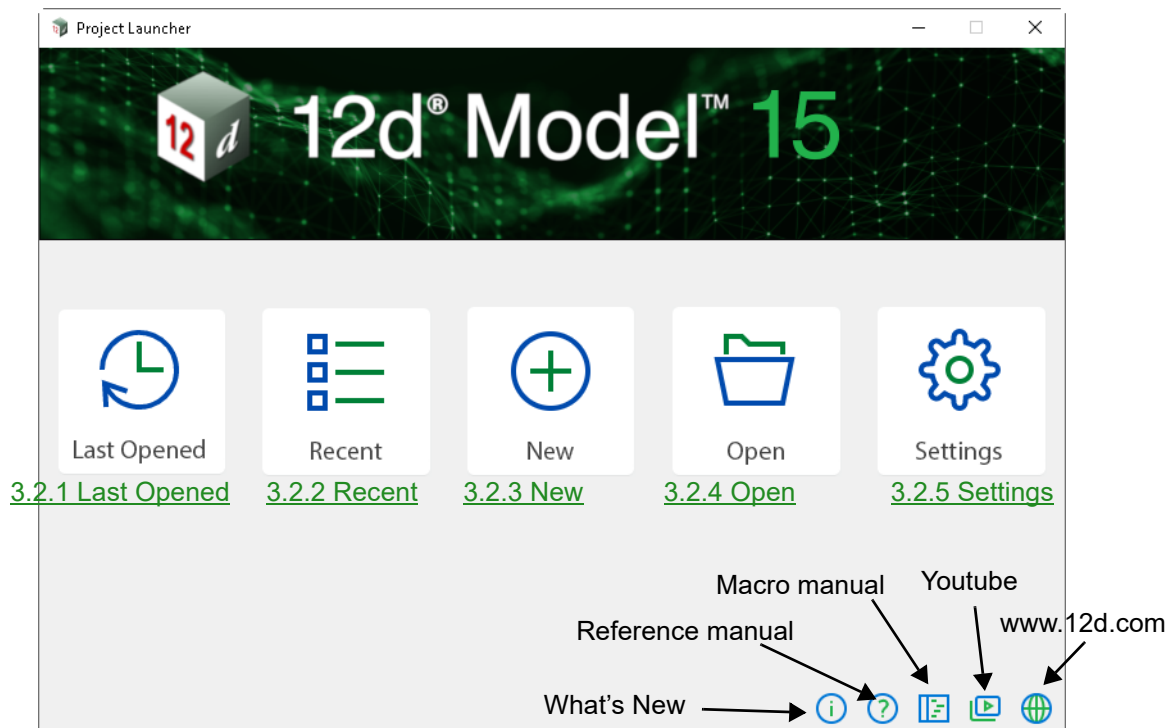 Project Launcher
12 d 12d® Model™ 15
Last Opened
Recent
New
Open
Settings
3.2.1 Last Opened
3.2.2 Recent
3.2.3 New
3.2.4 Open
3.2.5 Settings
Macro manual
Youtube
Reference manual
www.12d.com
What's New